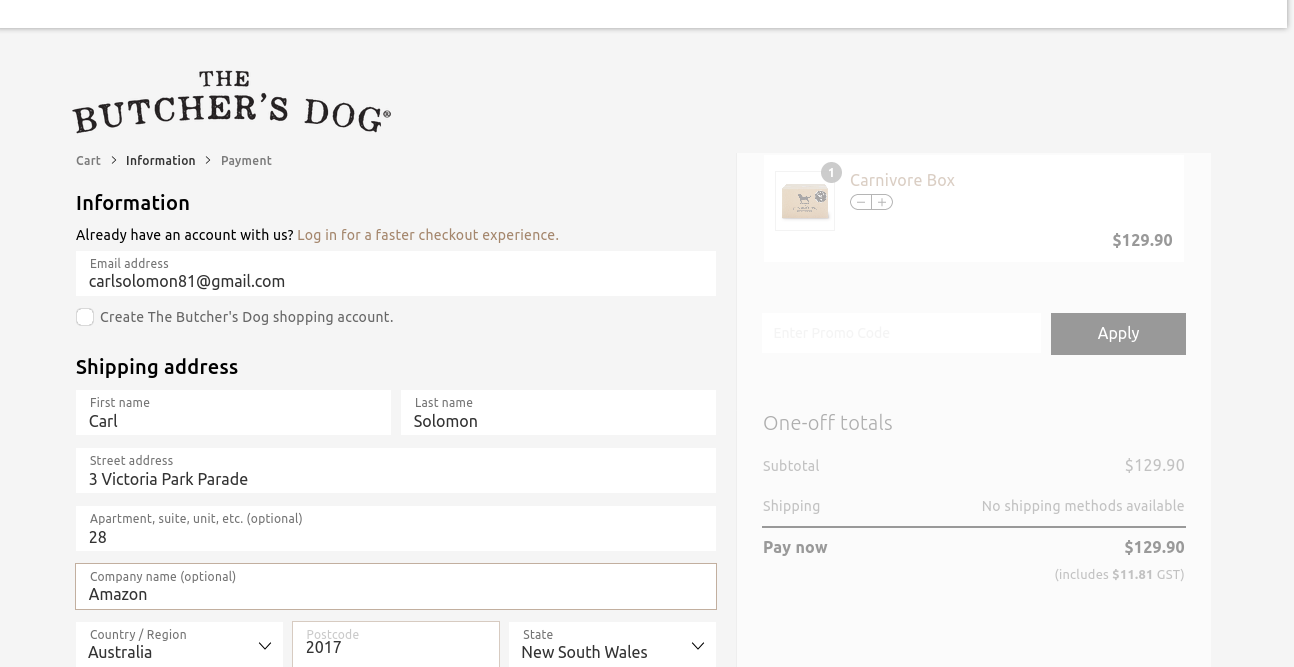 THE
BUTCHER'S DOG®
Cart > Information > Payment
Information
Already have an account with us? Log in for a faster checkout experience.
Email address
carlsolomon81@gmail.com
Create The Butcher's Dog shopping account.
Shipping address
First name
Carl
Last name
Solomon
Street address
3 Victoria Park Parade
Apartment, suite, unit, etc. (optional)
28
Company name (optional)
Amazon
Country / Region
Australia
Postcode
2017
State
New South Wales
1
Carnivore Box
− +
$129.90
Enter Promo Code
Apply
One-off totals
Subtotal $129.90
Shipping No shipping methods available
Pay now $129.90
(includes $11.81 GST)